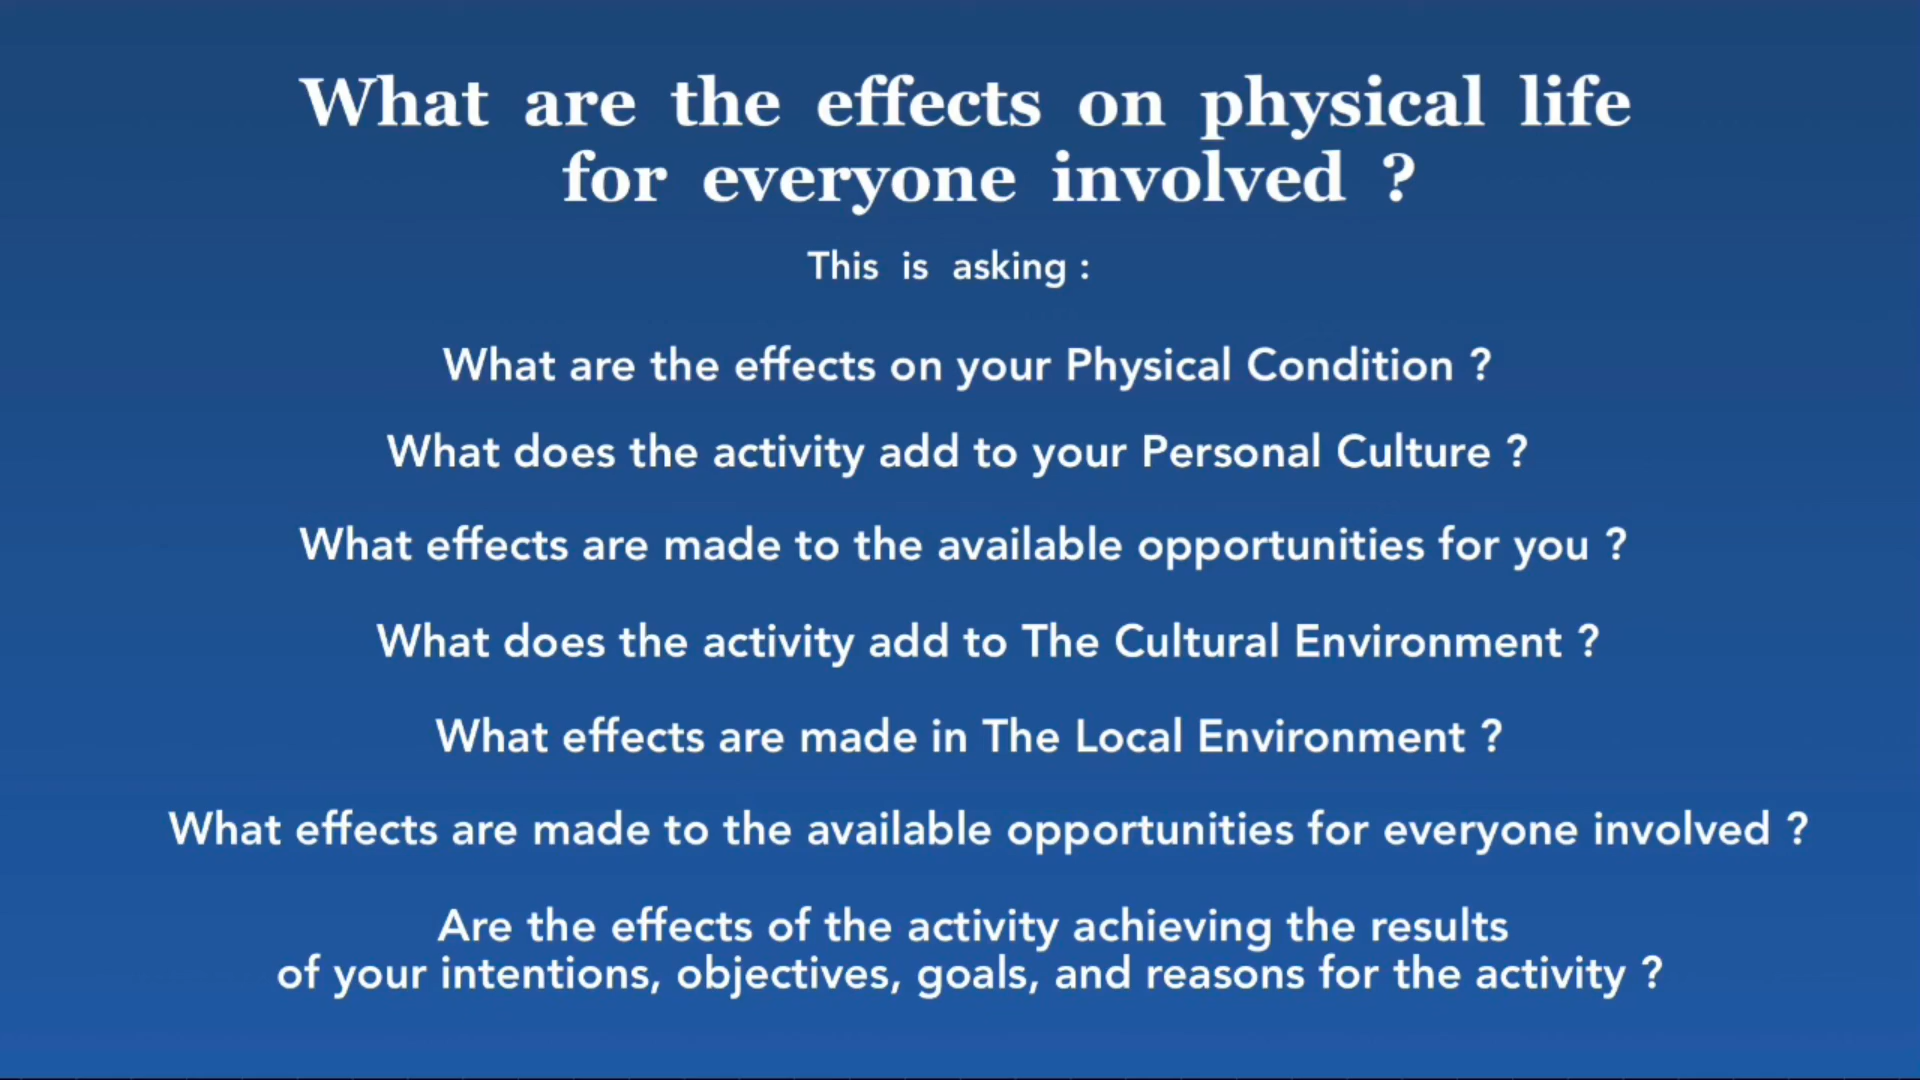 What are the effects on physical life
for everyone involved ?
This is asking :
What are the effects on your Physical Condition ?
What does the activity add to your Personal Culture ?
What effects are made to the available opportunities for you ?
What does the activity add to The Cultural Environment ?
What effects are made in The Local Environment ?
What effects are made to the available opportunities for everyone involved ?
Are the effects of the activity achieving the results
of your intentions, objectives, goals, and reasons for the activity ?